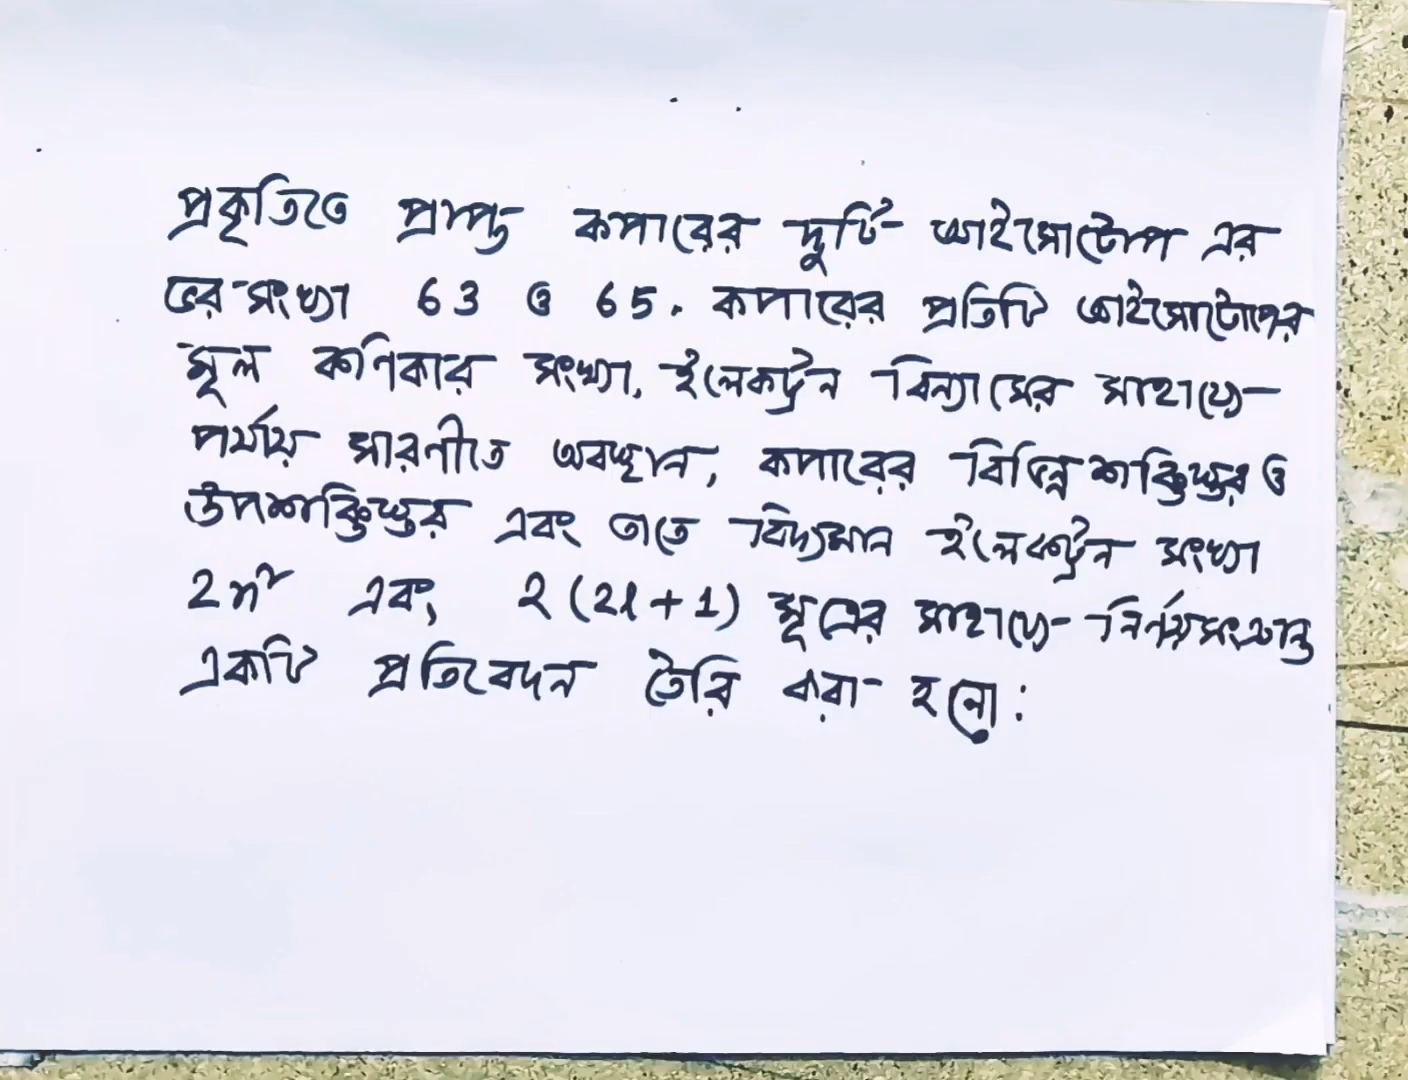 প্রকৃতিতে প্রাপ্ত কপারের দুটি আইসোটোপ এর
ভর সংখ্যা 63 ও 65. কপারের প্রতিটি আইসোটোপের
মূল কণিকার সংখ্যা, ইলেকট্রন বিন্যাসের সাহায্যে
পর্যায় সারণীতে অবস্থান, কপারের বিভিন্ন শক্তিস্তর ও
উপশক্তিস্তর এবং তাতে বিদ্যমান ইলেকট্রন সংখ্যা
2n² এবং 2(2l+1) সূত্রের সাহায্যে নির্ণয়সংক্রান্ত
একটি প্রতিবেদন তৈরি করা হলো: